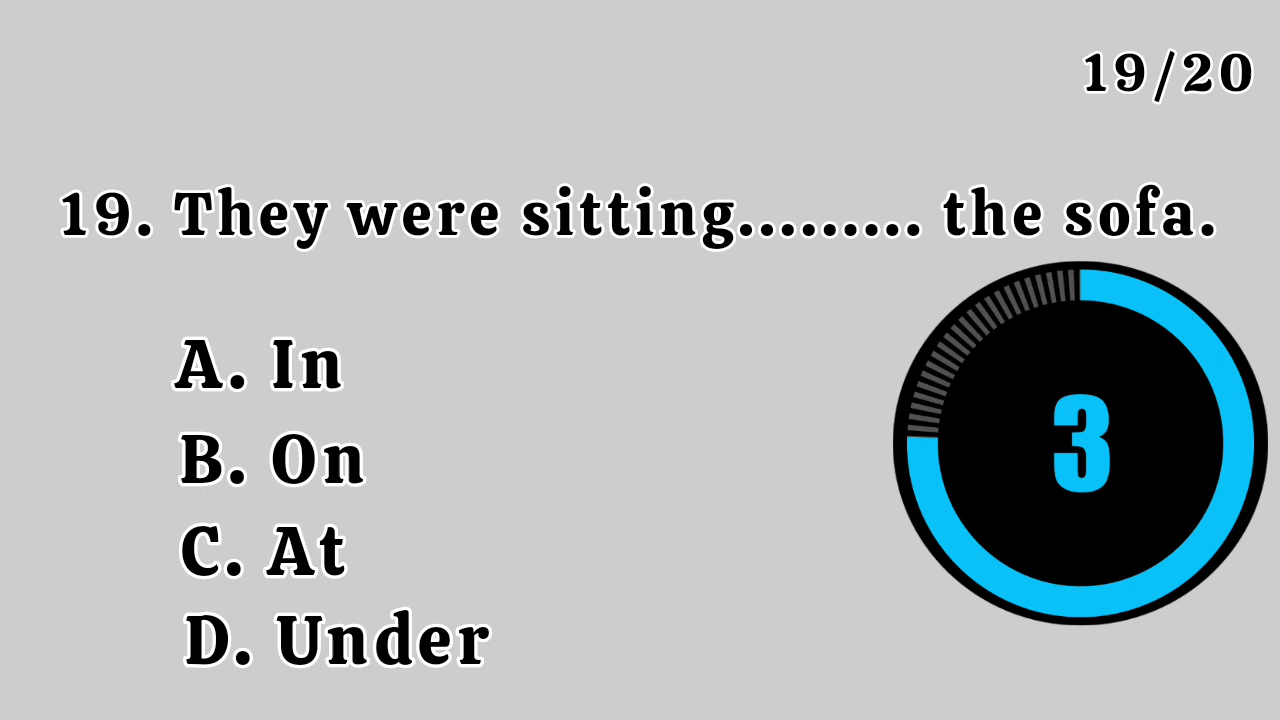 19/20
19. They were sitting......... the sofa.
A. In
B. On
3
C. At
D. Under